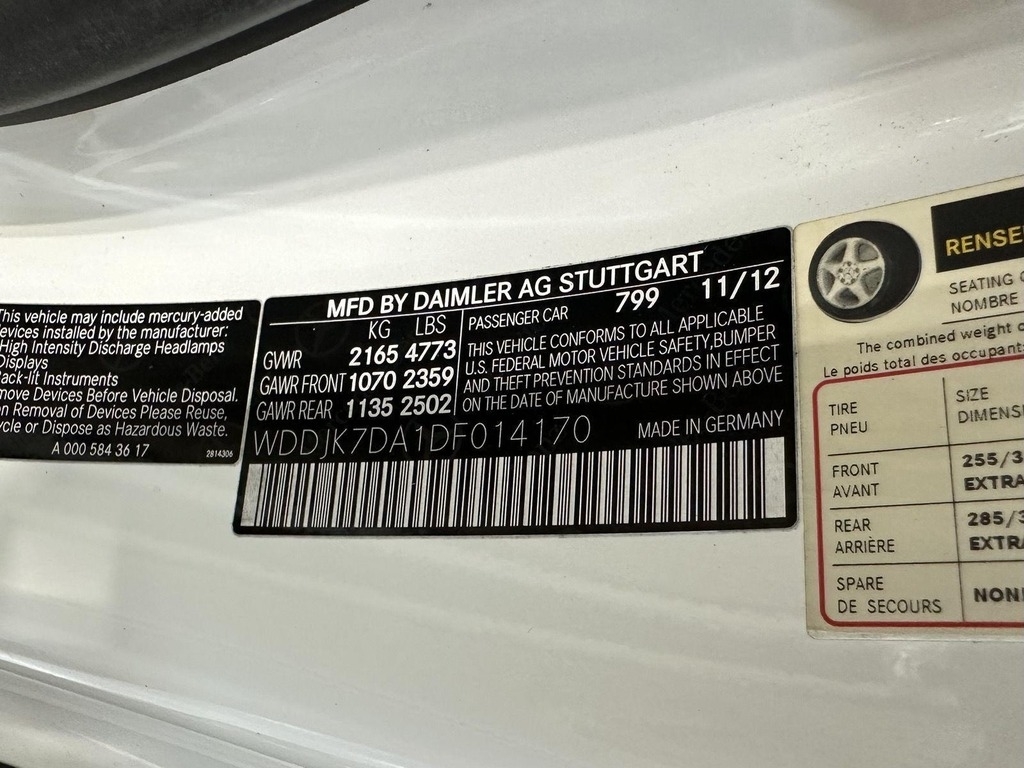 This vehicle may include mercury-added
devices installed by the manufacturer:
High Intensity Discharge Headlamps
Displays
ack-lit Instruments
move Devices Before Vehicle Disposal.
on Removal of Devices Please Reuse,
cycle or Dispose as Hazardous Waste.
A 000 584 36 17
2814306
MFD BY DAIMLER AG STUTTGART
KG LBS
GVWR 2165 4773
GAWR FRONT 1070 2359
GAWR REAR 1135 2502
PASSENGER CAR 799 11/12
THIS VEHICLE CONFORMS TO ALL APPLICABLE
U.S. FEDERAL MOTOR VEHICLE SAFETY,BUMPER
AND THEFT PREVENTION STANDARDS IN EFFECT
ON THE DATE OF MANUFACTURE SHOWN ABOVE
WDDJK7DA1DF014170
MADE IN GERMANY
RENSE
SEATING
NOMBRE
The combined weight o
Le poids total des occupant
TIRE SIZE
PNEU DIMENSI
FRONT 255/3
AVANT EXTRA
REAR 285/3
ARRIÈRE EXTRA
SPARE
DE SECOURS NON